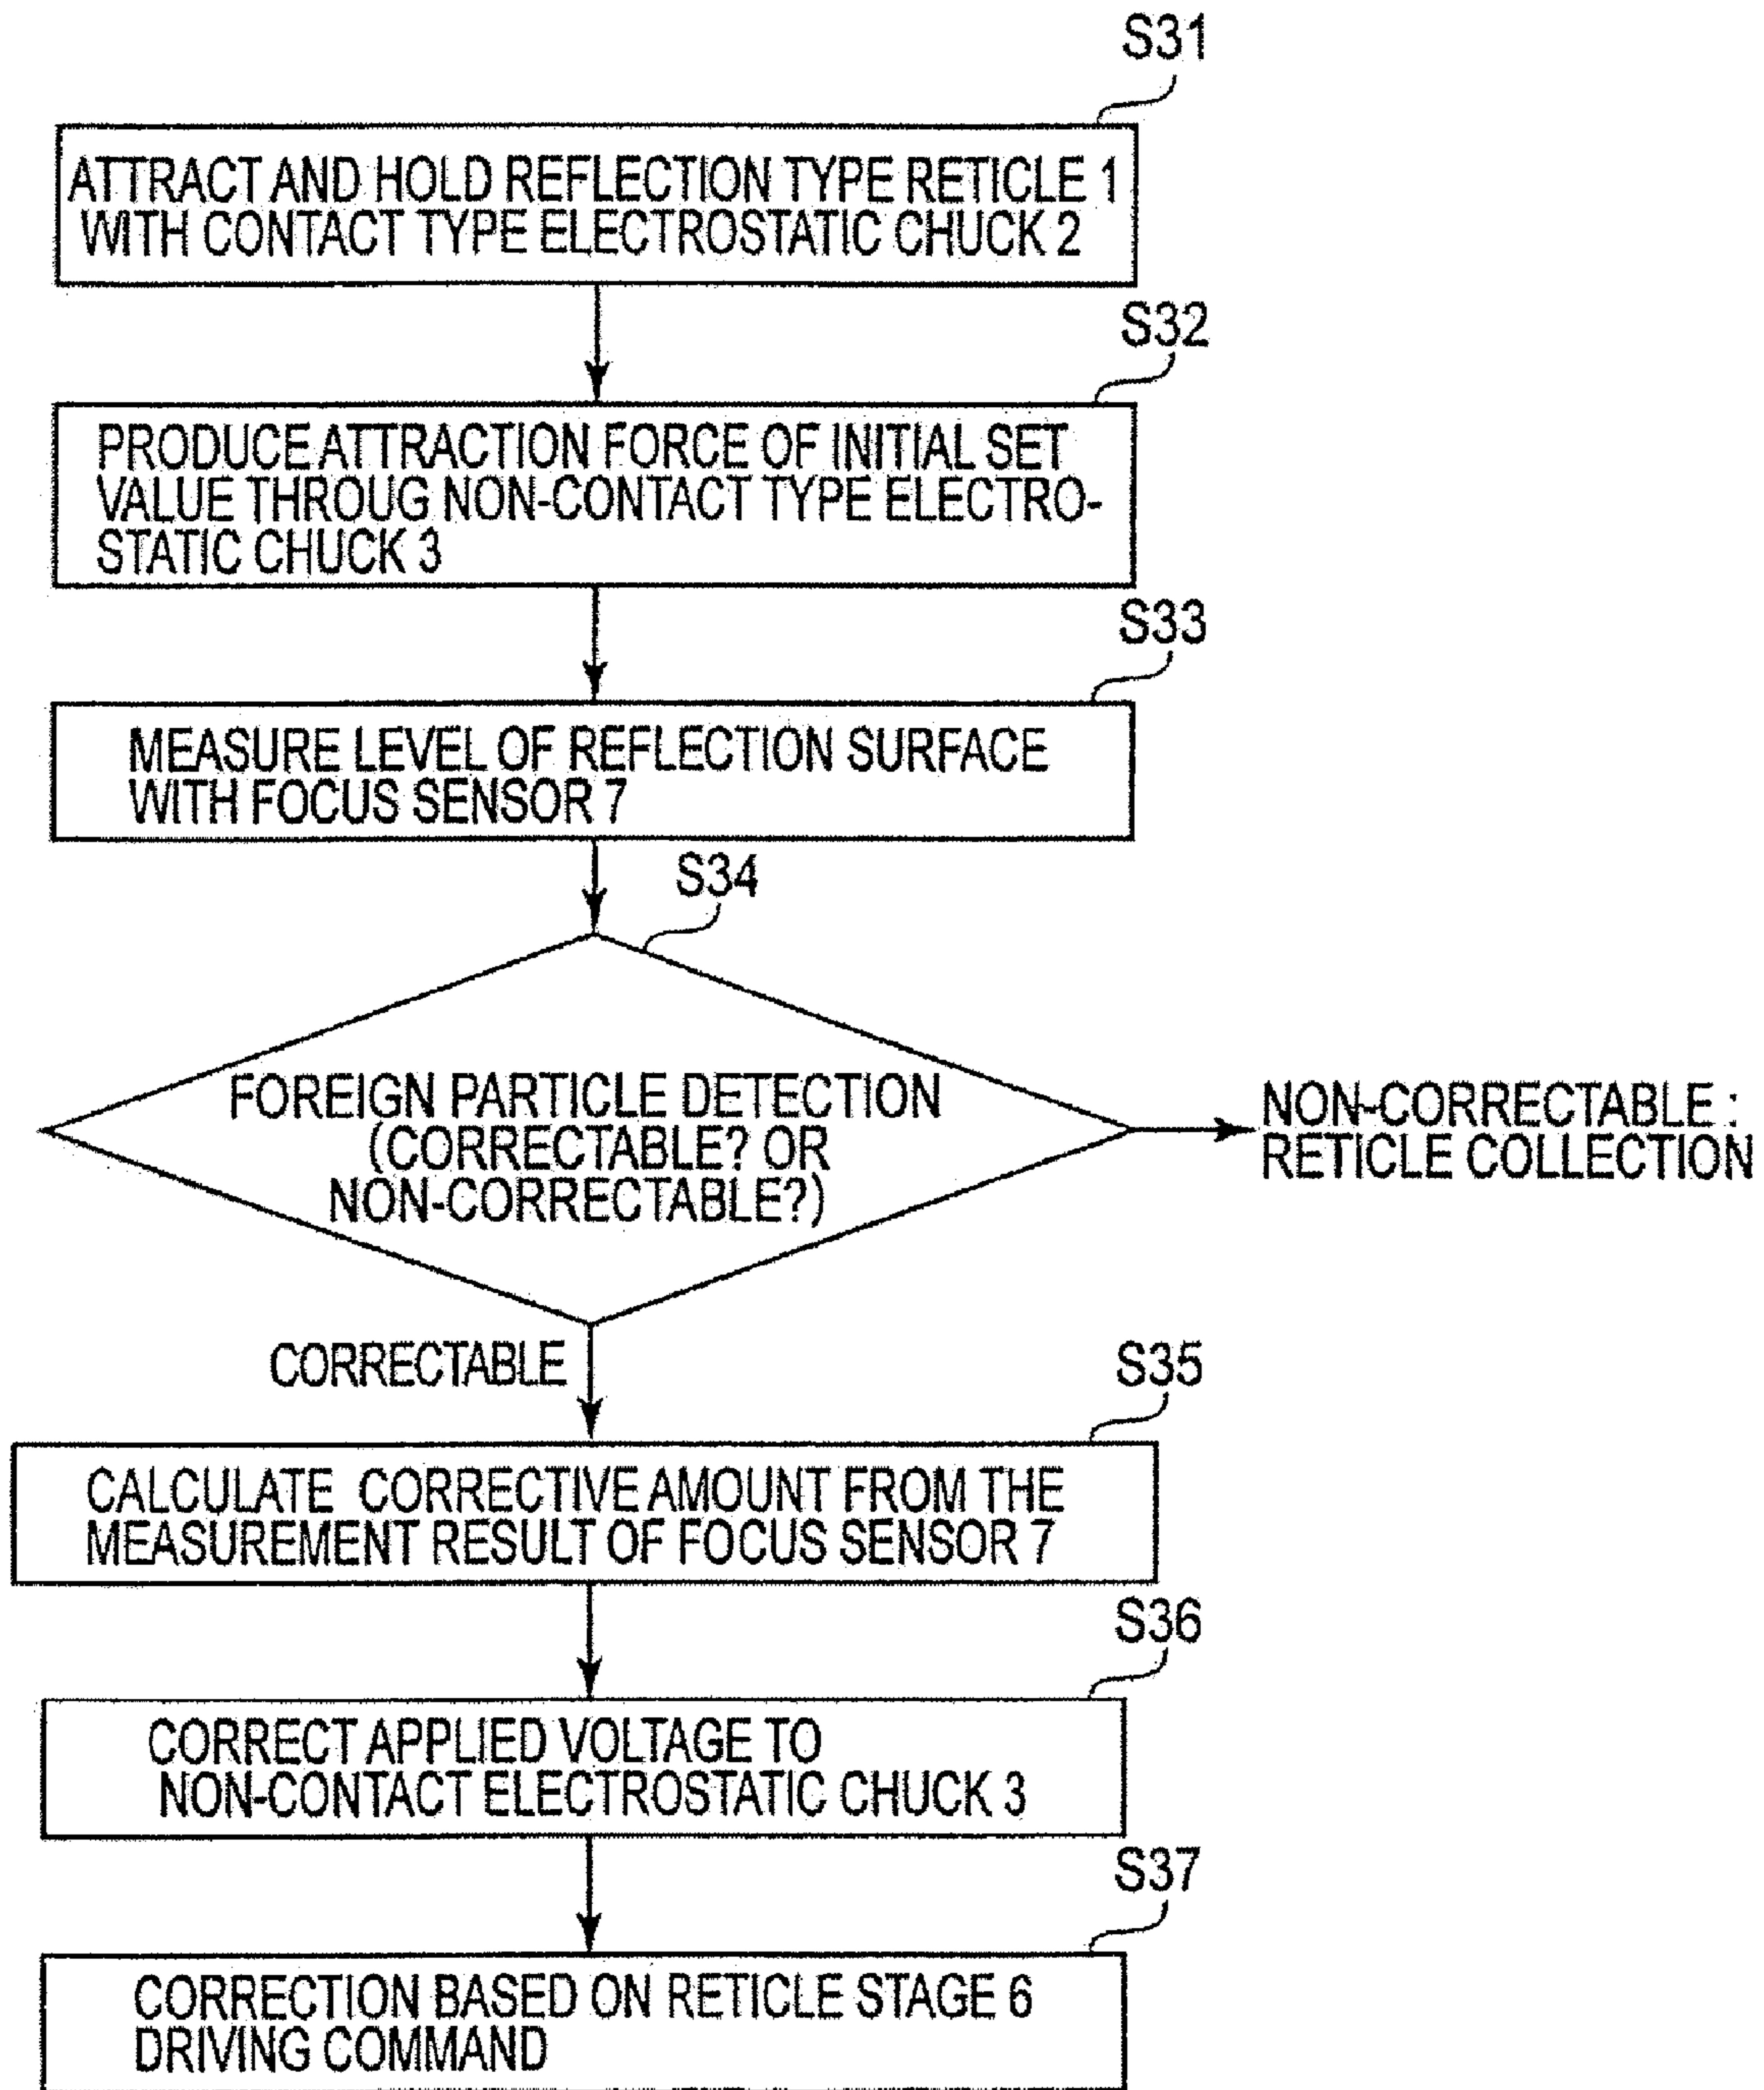 S31
ATTRACT AND HOLD REFLECTION TYPE RETICLE 1
WITH CONTACT TYPE ELECTROSTATIC CHUCK 2
S32
PRODUCE ATTRACTION FORCE OF INITIAL SET
VALUE THROUG NON-CONTACT TYPE ELECTRO-
STATIC CHUCK 3
S33
MEASURE LEVEL OF REFLECTION SURFACE
WITH FOCUS SENSOR 7
S34
FOREIGN PARTICLE DETECTION
(CORRECTABLE? OR
NON-CORRECTABLE?)
NON-CORRECTABLE :
RETICLE COLLECTION
CORRECTABLE
S35
CALCULATE CORRECTIVE AMOUNT FROM THE
MEASUREMENT RESULT OF FOCUS SENSOR 7
S36
CORRECT APPLIED VOLTAGE TO
NON-CONTACT ELECTROSTATIC CHUCK 3
S37
CORRECTION BASED ON RETICLE STAGE 6
DRIVING COMMAND